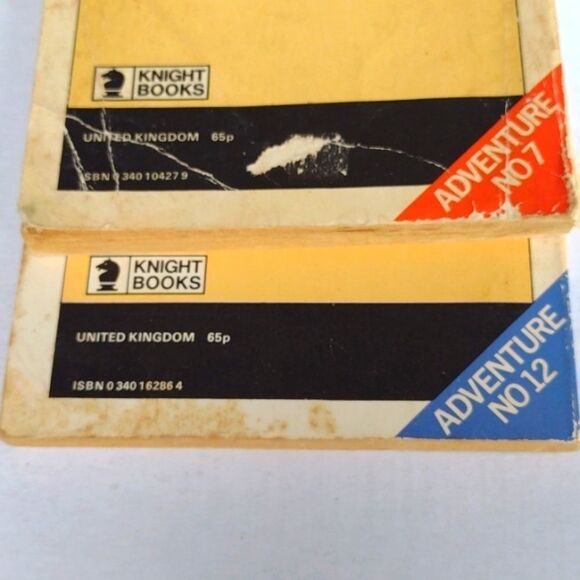 KNIGHT
BOOKS
UNITED KINGDOM 65p
ISBN 0 340 10427 9
ADVENTURE
NO 7
KNIGHT
BOOKS
UNITED KINGDOM 65p
ISBN 0 340 16286 4
ADVENTURE
NO 12